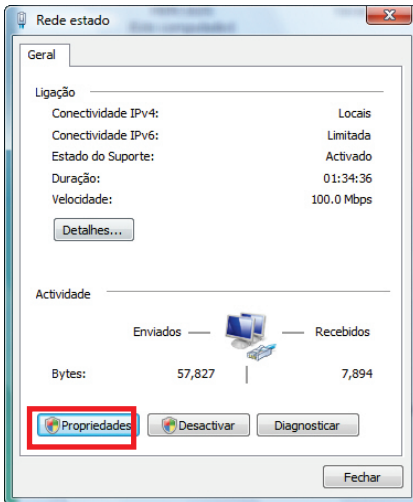 Rede estado
Geral
Ligação
Conectividade IPv4: Locais
Conectividade IPv6: Limitada
Estado do Suporte: Activado
Duração: 01:34:36
Velocidade: 100.0 Mbps
Detalhes...
Actividade
Enviados Recebidos
Bytes: 57,827 7,894
Propriedades Desactivar Diagnosticar
Fechar